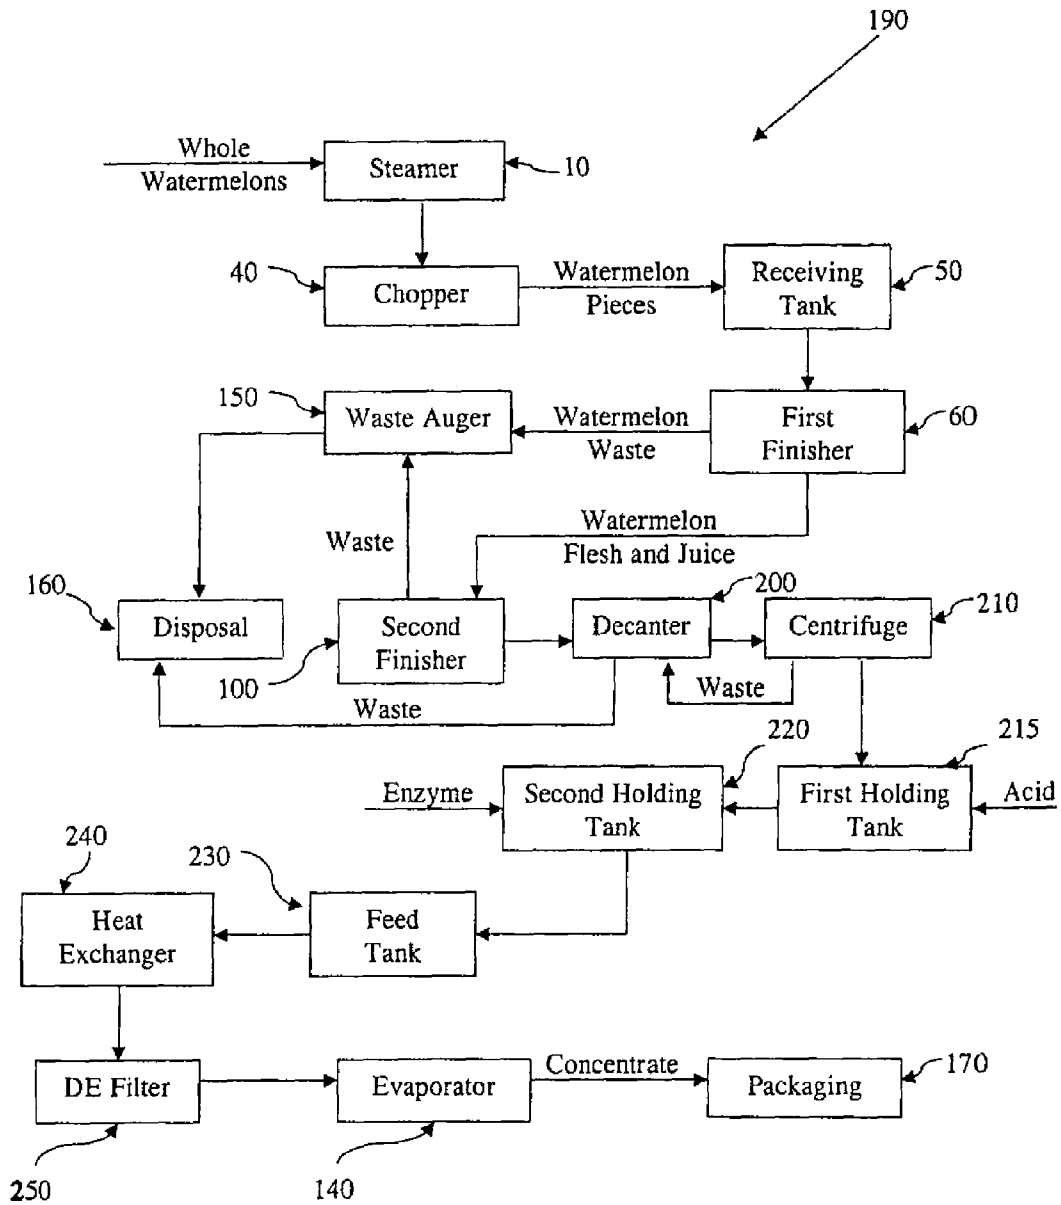 190
Whole
Watermelons
Steamer
10
40
Chopper
Watermelon
Pieces
Receiving
Tank
50
150
Waste Auger
Watermelon
Waste
First
Finisher
60
Waste
Watermelon
Flesh and Juice
160
Disposal
Second
Finisher
100
200
Decanter
Centrifuge
210
Waste
Waste
220
215
Enzyme
Second Holding
Tank
First Holding
Tank
Acid
240
230
Heat
Exchanger
Feed
Tank
DE Filter
Evaporator
Concentrate
Packaging
170
250
140